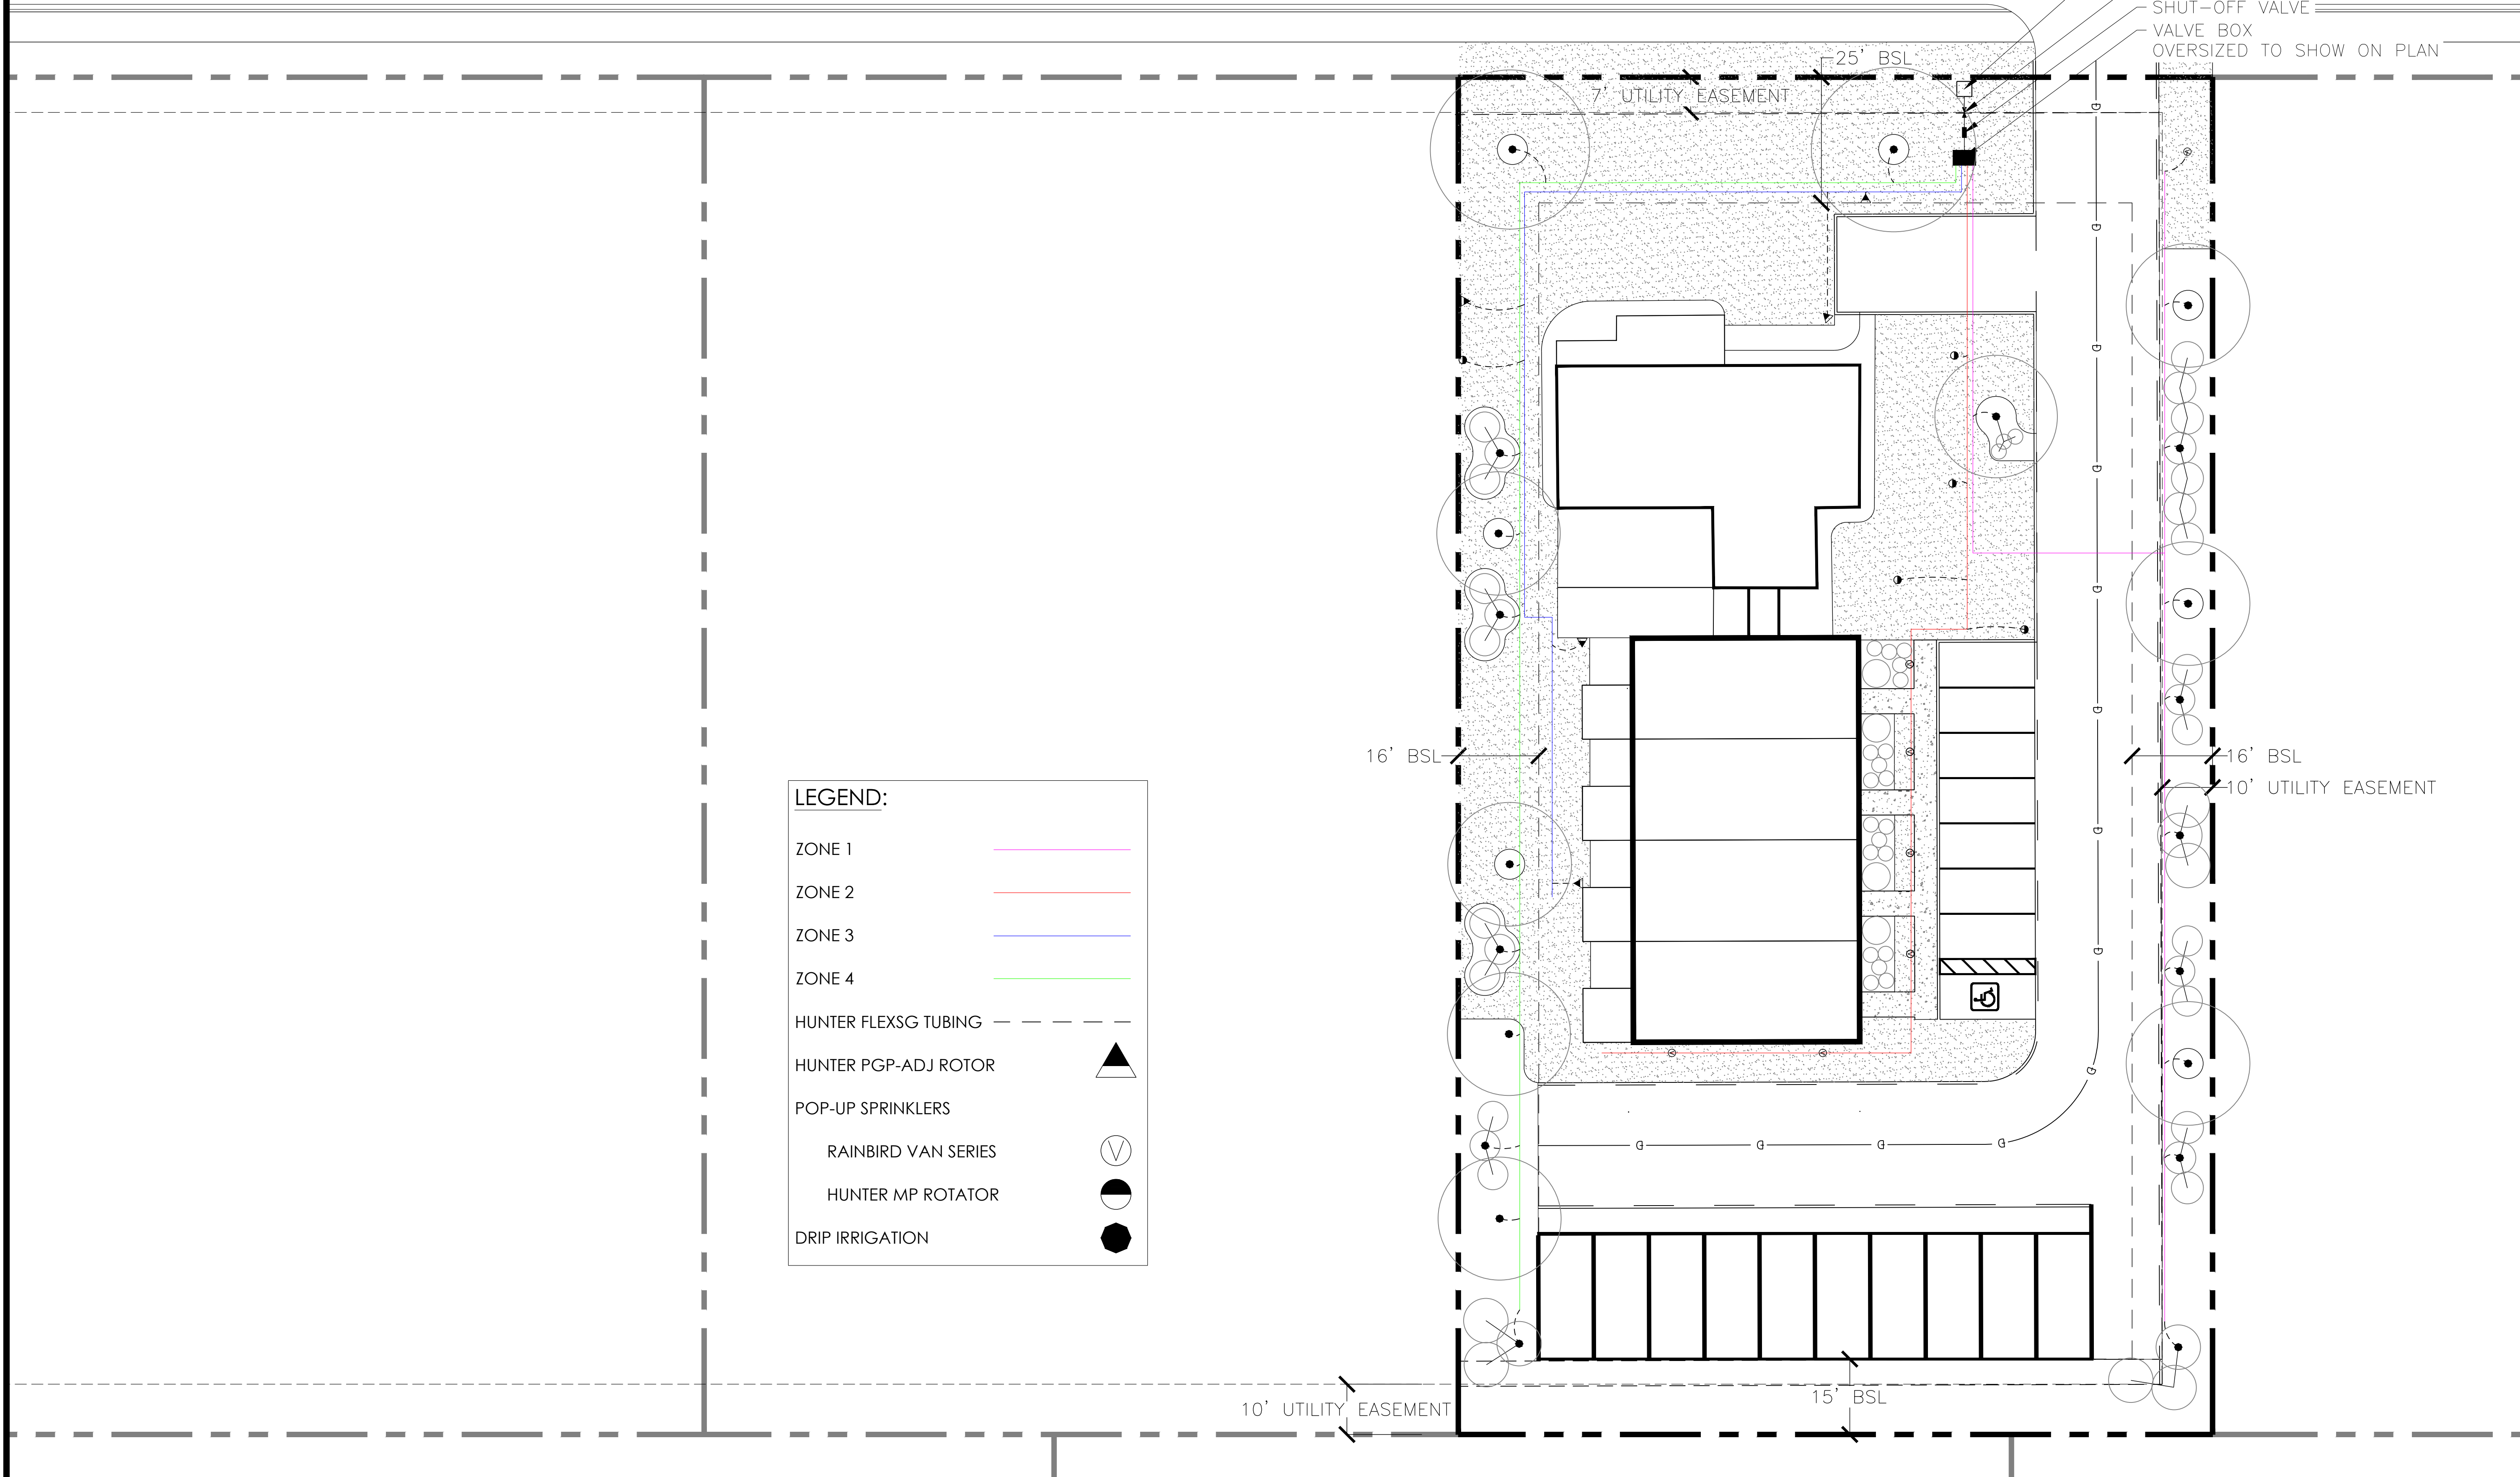 SHUT-OFF VALVE
VALVE BOX
OVERSIZED TO SHOW ON PLAN
25' BSL
7' UTILITY EASEMENT
16' BSL
16' BSL
10' UTILITY EASEMENT
LEGEND:
ZONE 1
ZONE 2
ZONE 3
ZONE 4
HUNTER FLEXSG TUBING
HUNTER PGP-ADJ ROTOR
POP-UP SPRINKLERS
RAINBIRD VAN SERIES
V
HUNTER MP ROTATOR
DRIP IRRIGATION
15' BSL
10' UTILITY EASEMENT